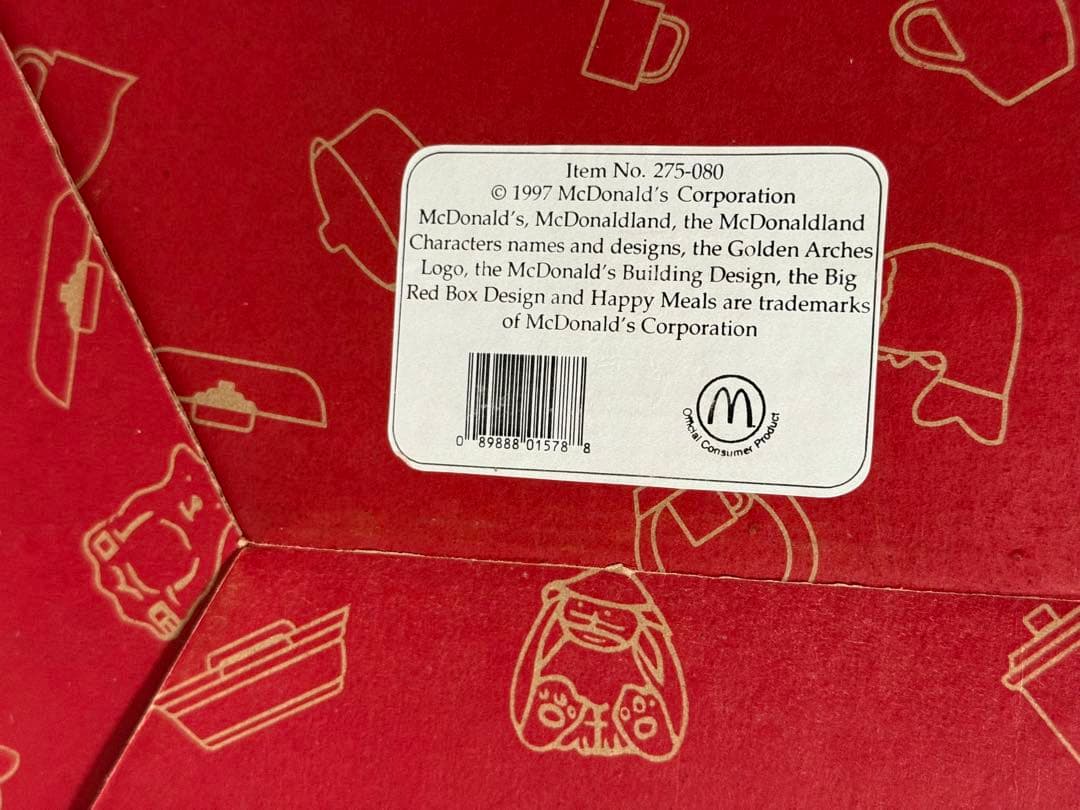 Item No. 275-080
© 1997 McDonald's Corporation
McDonald's, McDonaldland, the McDonaldland
Characters names and designs, the Golden Arches
Logo, the McDonald's Building Design, the Big
Red Box Design and Happy Meals are trademarks
of McDonald's Corporation
0 89888 01578 8
M
Official Consumer Product